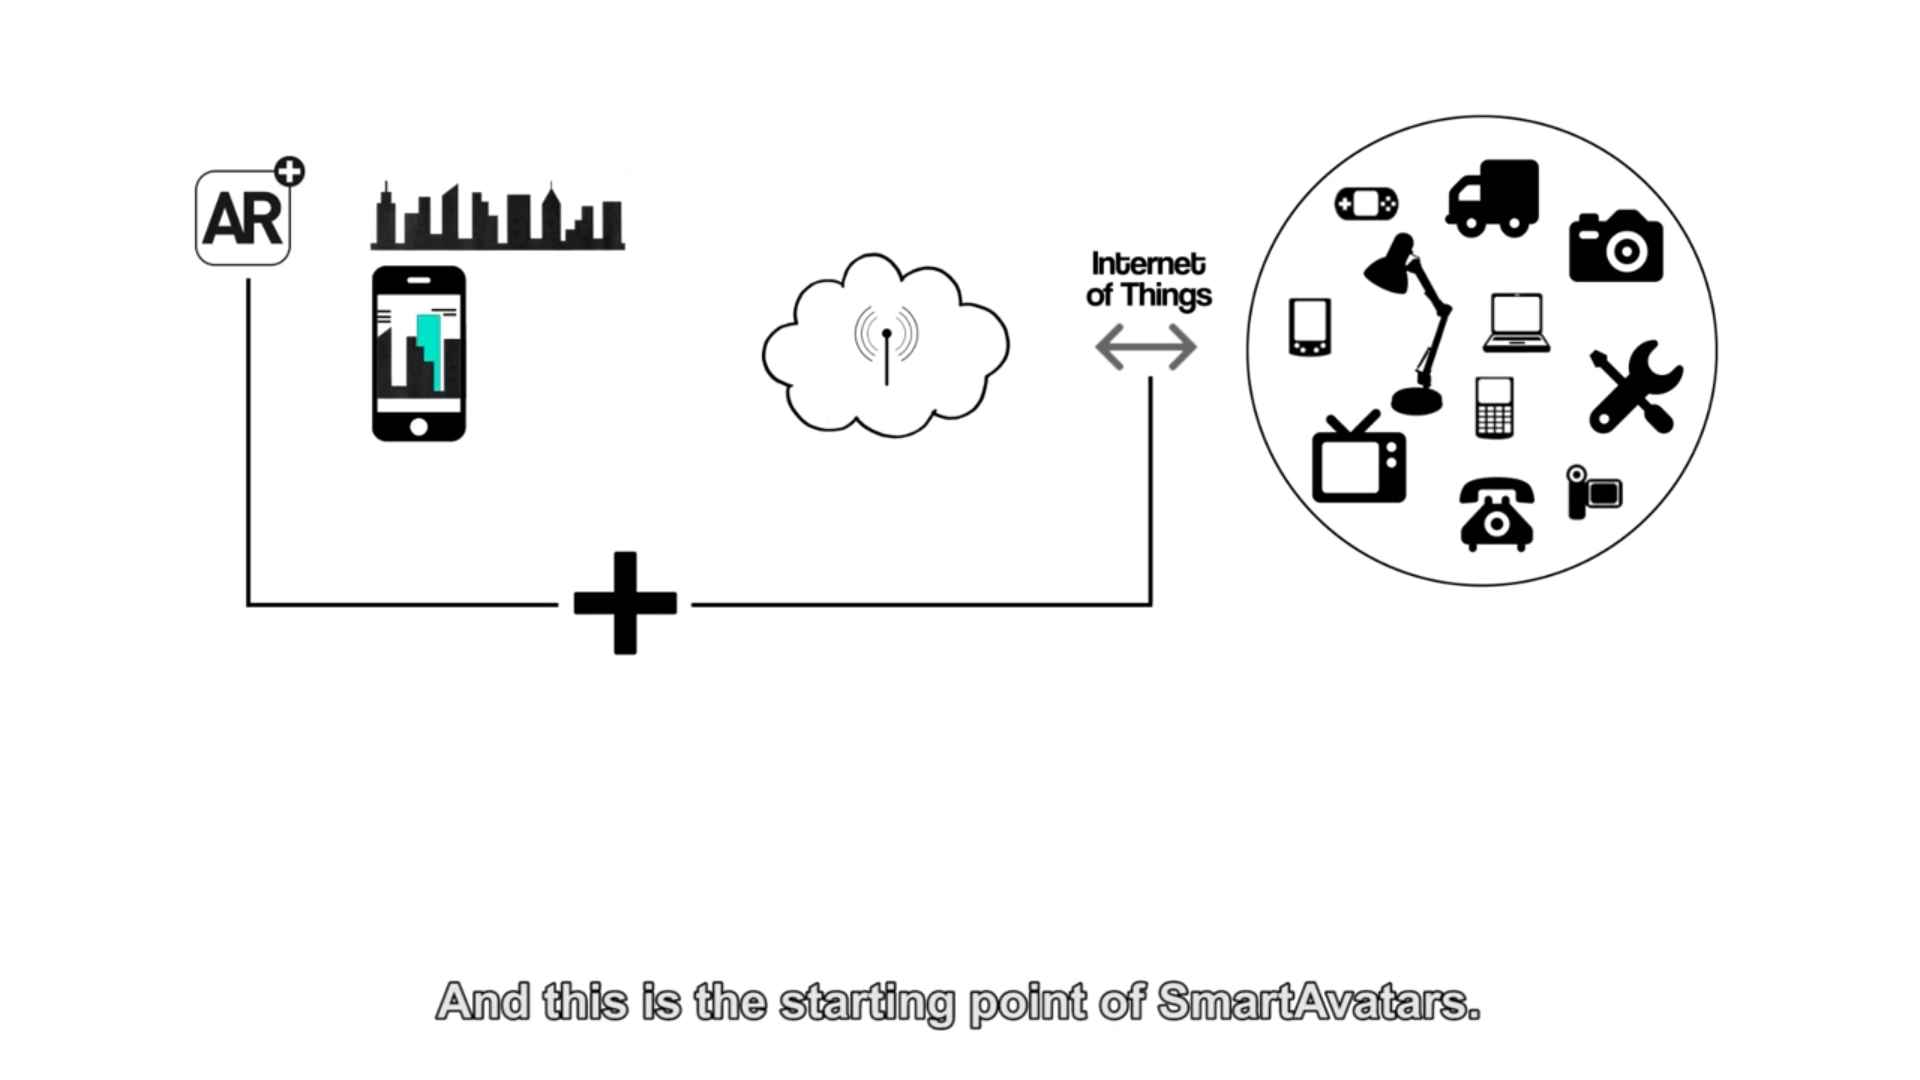 AR
Internet
of Things
And this is the starting point of SmartAvatars.